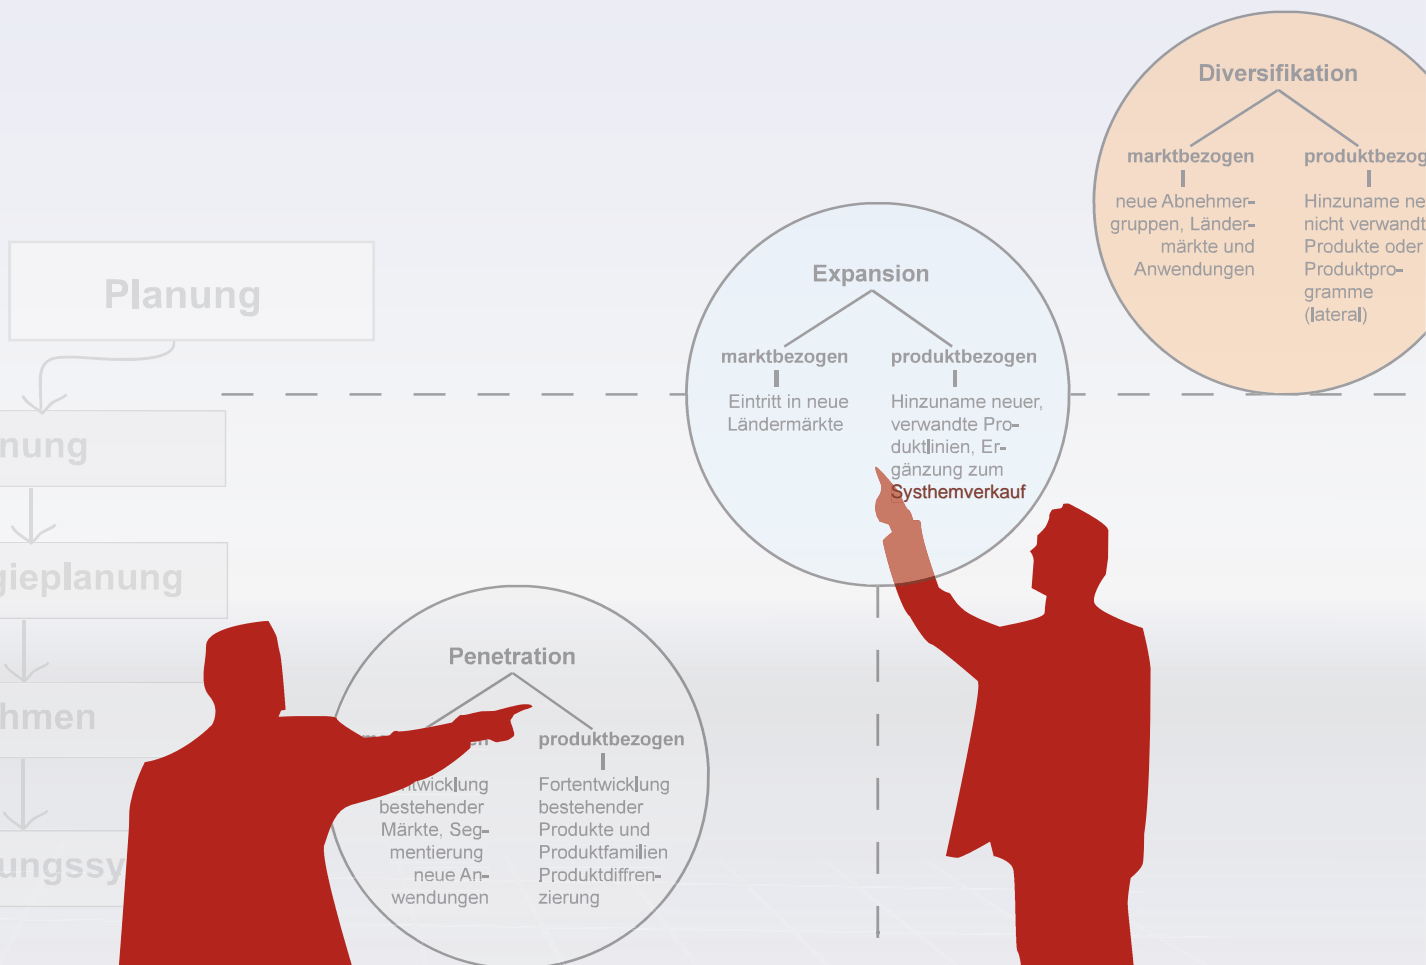 Planung
nung
gieplanung
hmen
ungssy
Penetration
produktbezogen
twicklung
bestehender
Märkte, Seg-
mentierung
neue An-
wendungen
Fortentwicklung
bestehender
Produkte und
Produktfamilien
Produktdiffren-
zierung
Expansion
marktbezogen
Eintritt in neue
Ländermärkte
produktbezogen
Hinzuname neuer,
verwandte Pro-
duktlinien, Er-
gänzung zum
Systhemverkauf
Diversifikation
marktbezogen
neue Abnehmer-
gruppen, Länder-
märkte und
Anwendungen
produktbezog
Hinzuname ne
nicht verwandt
Produkte oder
Produktpro-
gramme
(lateral)